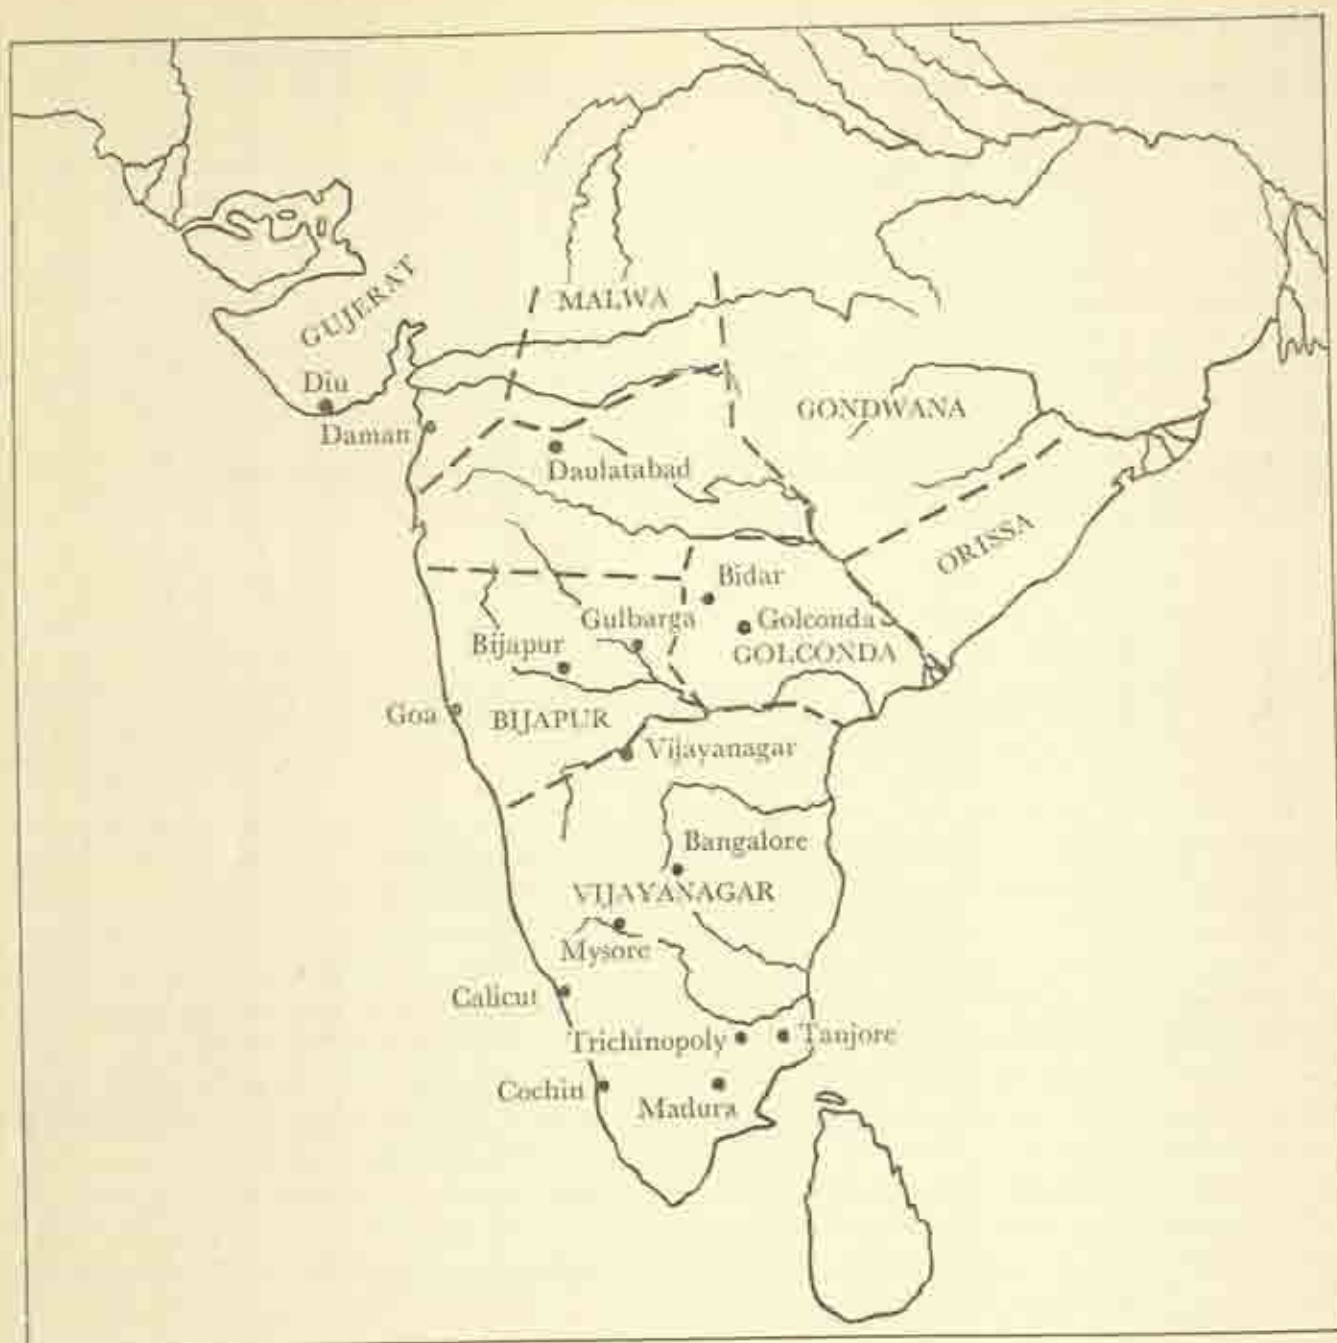 MALWA
GUJERAT
Diu
Daman
GONDWANA
Daulatabad
ORISSA
Bidar
Gulbarga
Golconda
GOLCONDA
Bijapur
Goa
BIJAPUR
Vijayanagar
Bangalore
VIJAYANAGAR
Mysore
Calicut
Trichinopoly
Tanjore
Cochin
Madura